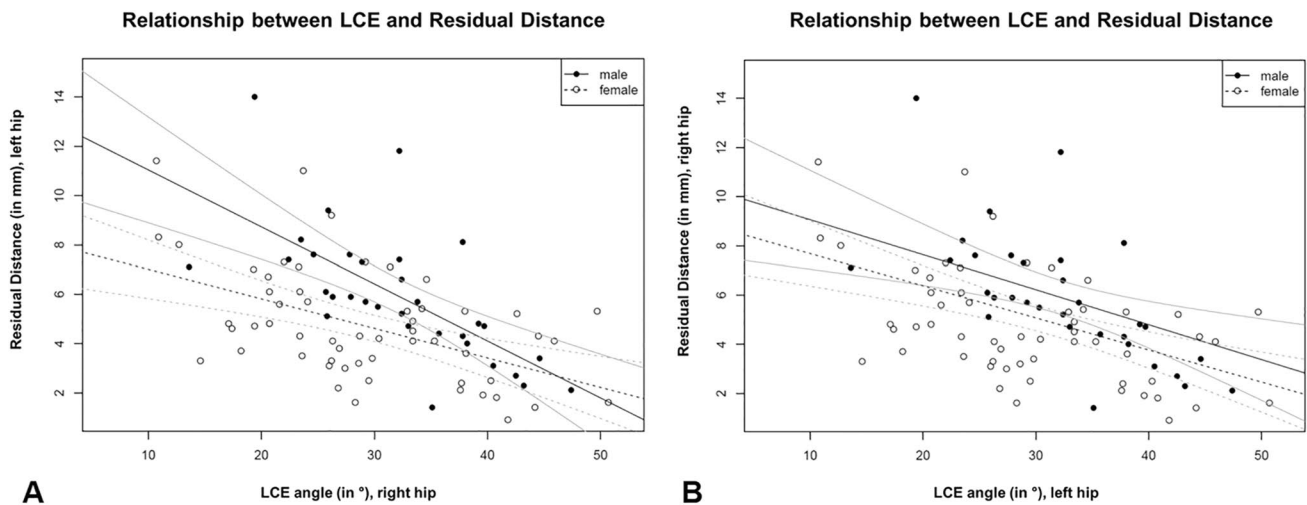 Relationship between LCE and Residual Distance
male
female
14
12
10
8
6
4
2
Residual Distance (in mm), left hip
10
20
30
40
50
LCE angle (in °), right hip
A
Relationship between LCE and Residual Distance
male
female
14
12
10
8
6
4
2
Residual Distance (in mm), right hip
10
20
30
40
50
LCE angle (in °), left hip
B